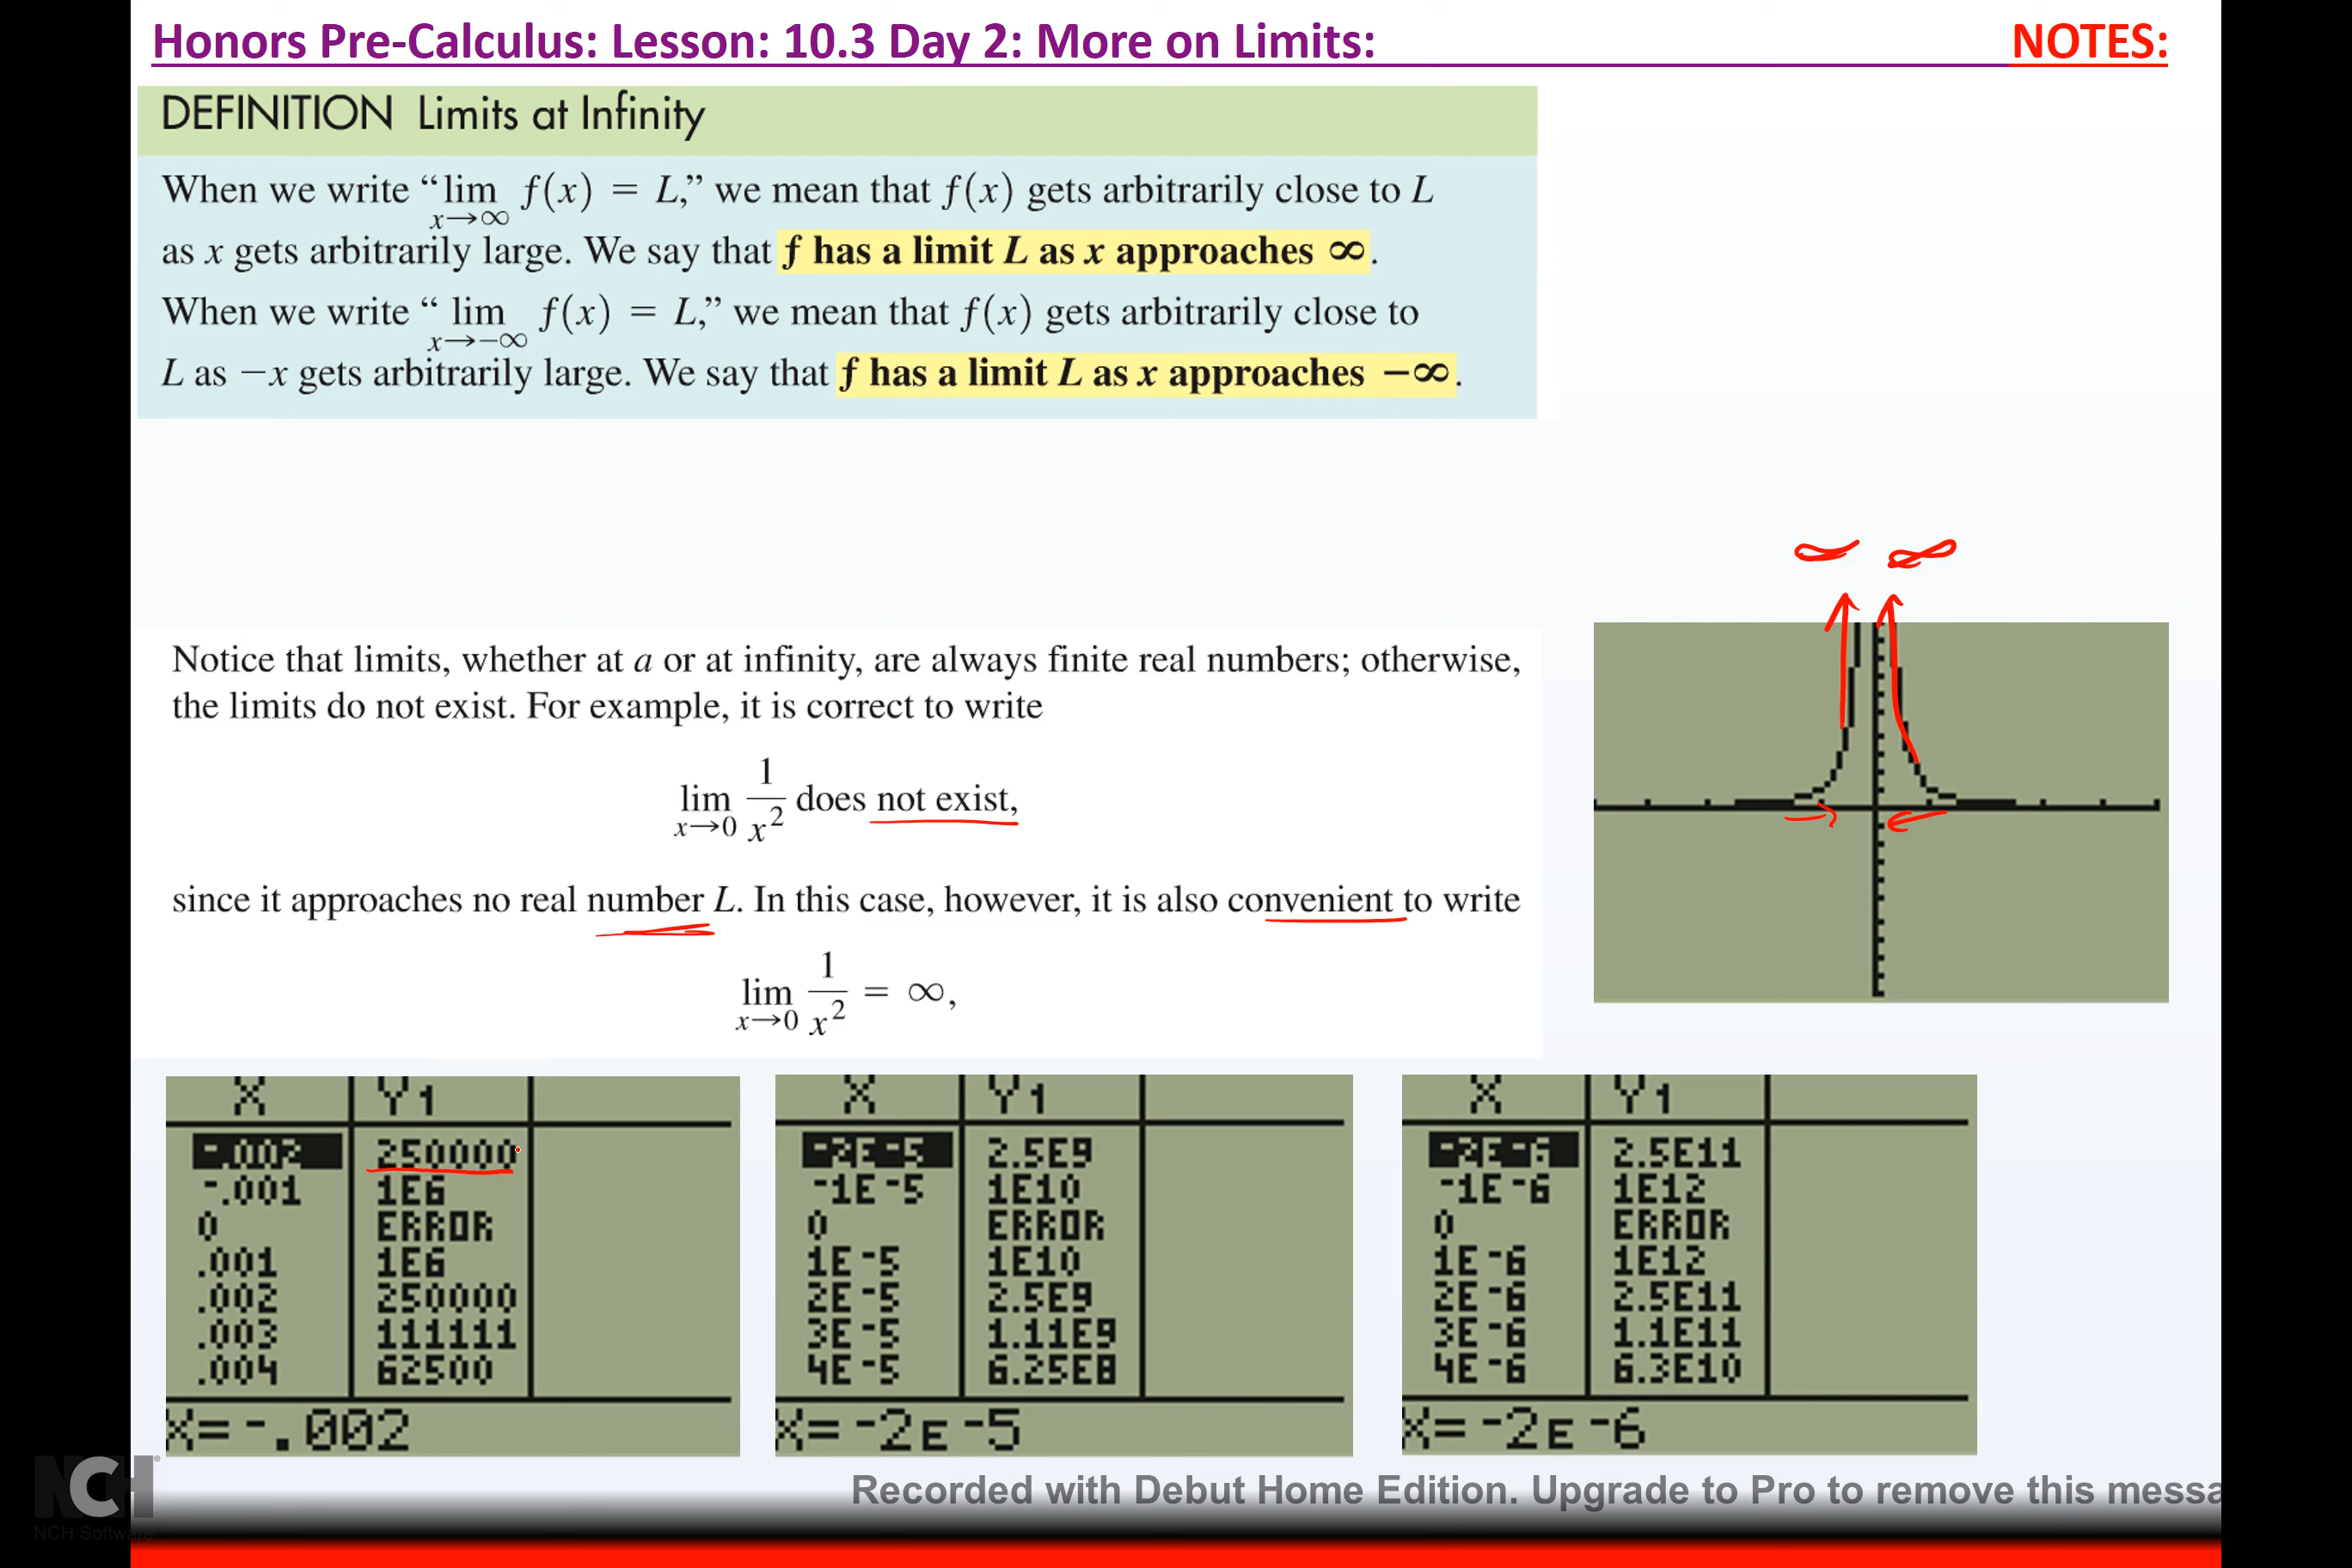 Honors Pre-Calculus: Lesson: 10.3 Day 2: More on Limits: NOTES:
DEFINITION Limits at Infinity
When we write “lim x→∞ f(x) = L,” we mean that f(x) gets arbitrarily close to L
as x gets arbitrarily large. We say that f has a limit L as x approaches ∞.
When we write “ lim x→−∞ f(x) = L,” we mean that f(x) gets arbitrarily close to
L as −x gets arbitrarily large. We say that f has a limit L as x approaches −∞.
∞ ∞
Notice that limits, whether at a or at infinity, are always finite real numbers; otherwise,
the limits do not exist. For example, it is correct to write
lim x→0 1/x² does not exist,
since it approaches no real number L. In this case, however, it is also convenient to write
lim x→0 1/x² = ∞,
X Y1
-.002 250000
-.001 1E6
0 ERROR
.001 1E6
.002 250000
.003 111111
.004 62500
X=-.002
X Y1
-2E-5 2.5E9
-1E-5 1E10
0 ERROR
1E-5 1E10
2E-5 2.5E9
3E-5 1.11E9
4E-5 6.25E8
X=-2E-5
X Y1
-2E-6 2.5E11
-1E-6 1E12
0 ERROR
1E-6 1E12
2E-6 2.5E11
3E-6 1.1E11
4E-6 6.3E10
X=-2E-6
NCH®
NCH Software
Recorded with Debut Home Edition. Upgrade to Pro to remove this messa